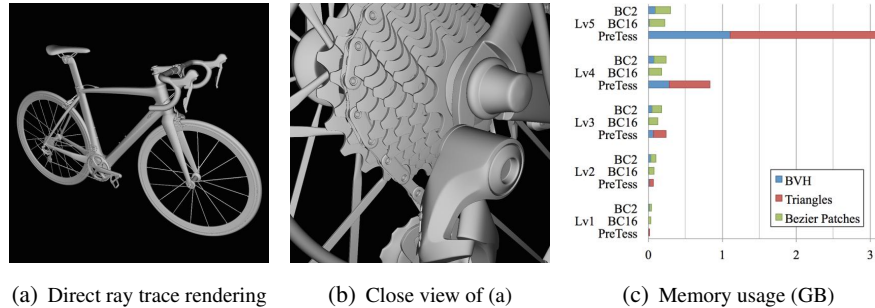 BC2
Lv5 BC16
PreTess
BC2
Lv4 BC16
PreTess
BC2
Lv3 BC16
PreTess
BC2
Lv2 BC16
PreTess
BC2
Lv1 BC16
PreTess
BVH
Triangles
Bezier Patches
0 1 2 3
(a) Direct ray trace rendering
(b) Close view of (a)
(c) Memory usage (GB)